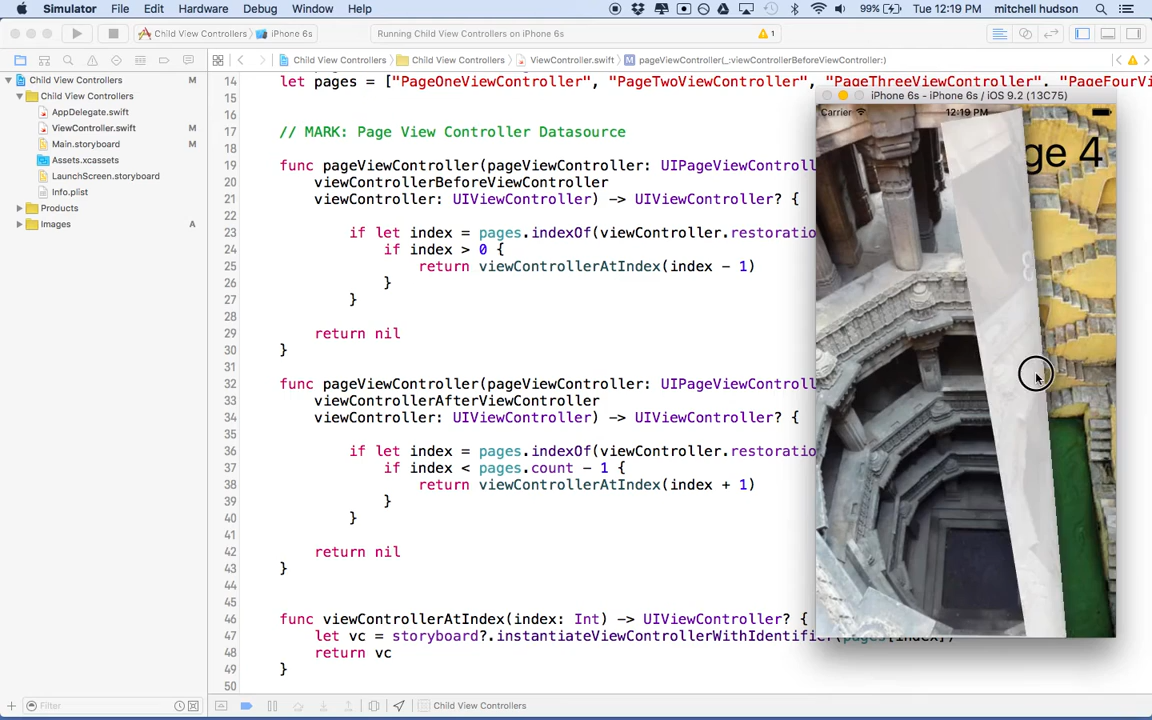 Simulator File Edit Hardware Debug Window Help 99% Tue 12:19 PM mitchell hudson
Child View Controllers iPhone 6s Running Child View Controllers on iPhone 6s 1
Child View Controllers Child View Controllers ViewController.swift M pageViewController(_:viewControllerBeforeViewController:)
Child View Controllers M
Child View Controllers
AppDelegate.swift
ViewController.swift M
Main.storyboard M
Assets.xcassets
LaunchScreen.storyboard
Info.plist
Products
Images A
Filter
14 let pages = ["PageOneViewController", "PageTwoViewController", "PageThreeViewController", "PageFourVi
15
16
17 // MARK: Page View Controller Datasource
18
19 func pageViewController(pageViewController: UIPageViewContro
20 viewControllerBeforeViewController
21 viewController: UIViewController) -> UIViewController? {
22
23 if let index = pages.indexOf(viewController.restoratio
24 if index > 0 {
25 return viewControllerAtIndex(index - 1)
26 }
27 }
28
29 return nil
30 }
31
32 func pageViewController(pageViewController: UIPageViewContro
33 viewControllerAfterViewController
34 viewController: UIViewController) -> UIViewController? {
35
36 if let index = pages.indexOf(viewController.restoratio
37 if index < pages.count - 1 {
38 return viewControllerAtIndex(index + 1)
39 }
40 }
41
42 return nil
43 }
44
45
46 func viewControllerAtIndex(index: Int) -> UIViewController? {
47 let vc = storyboard?.instantiateViewControllerWithIdentifier(pages[index])
48 return vc
49 }
50
iPhone 6s - iPhone 6s / iOS 9.2 (13C75)
Carrier 12:19 PM
ge 4
Child View Controllers